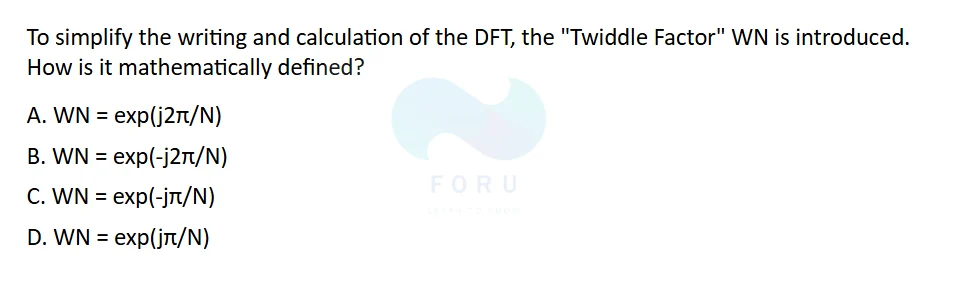 To simplify the writing and calculation of the DFT, the "Twiddle Factor" WN is introduced.
How is it mathematically defined?
A. WN = exp(j2π/N)
B. WN = exp(-j2π/N)
FORU
C. WN = exp(-jπ/N)
D. WN = exp(jπ/N)